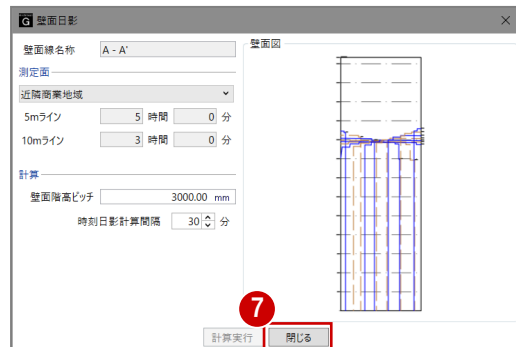 G 壁面日影
壁面線名称 A - A'
測定面
近隣商業地域
5mライン 5 時間 0 分
10mライン 3 時間 0 分
計算
壁面階高ピッチ 3000.00 mm
時刻日影計算間隔 30 分
壁面図
7
計算実行 閉じる